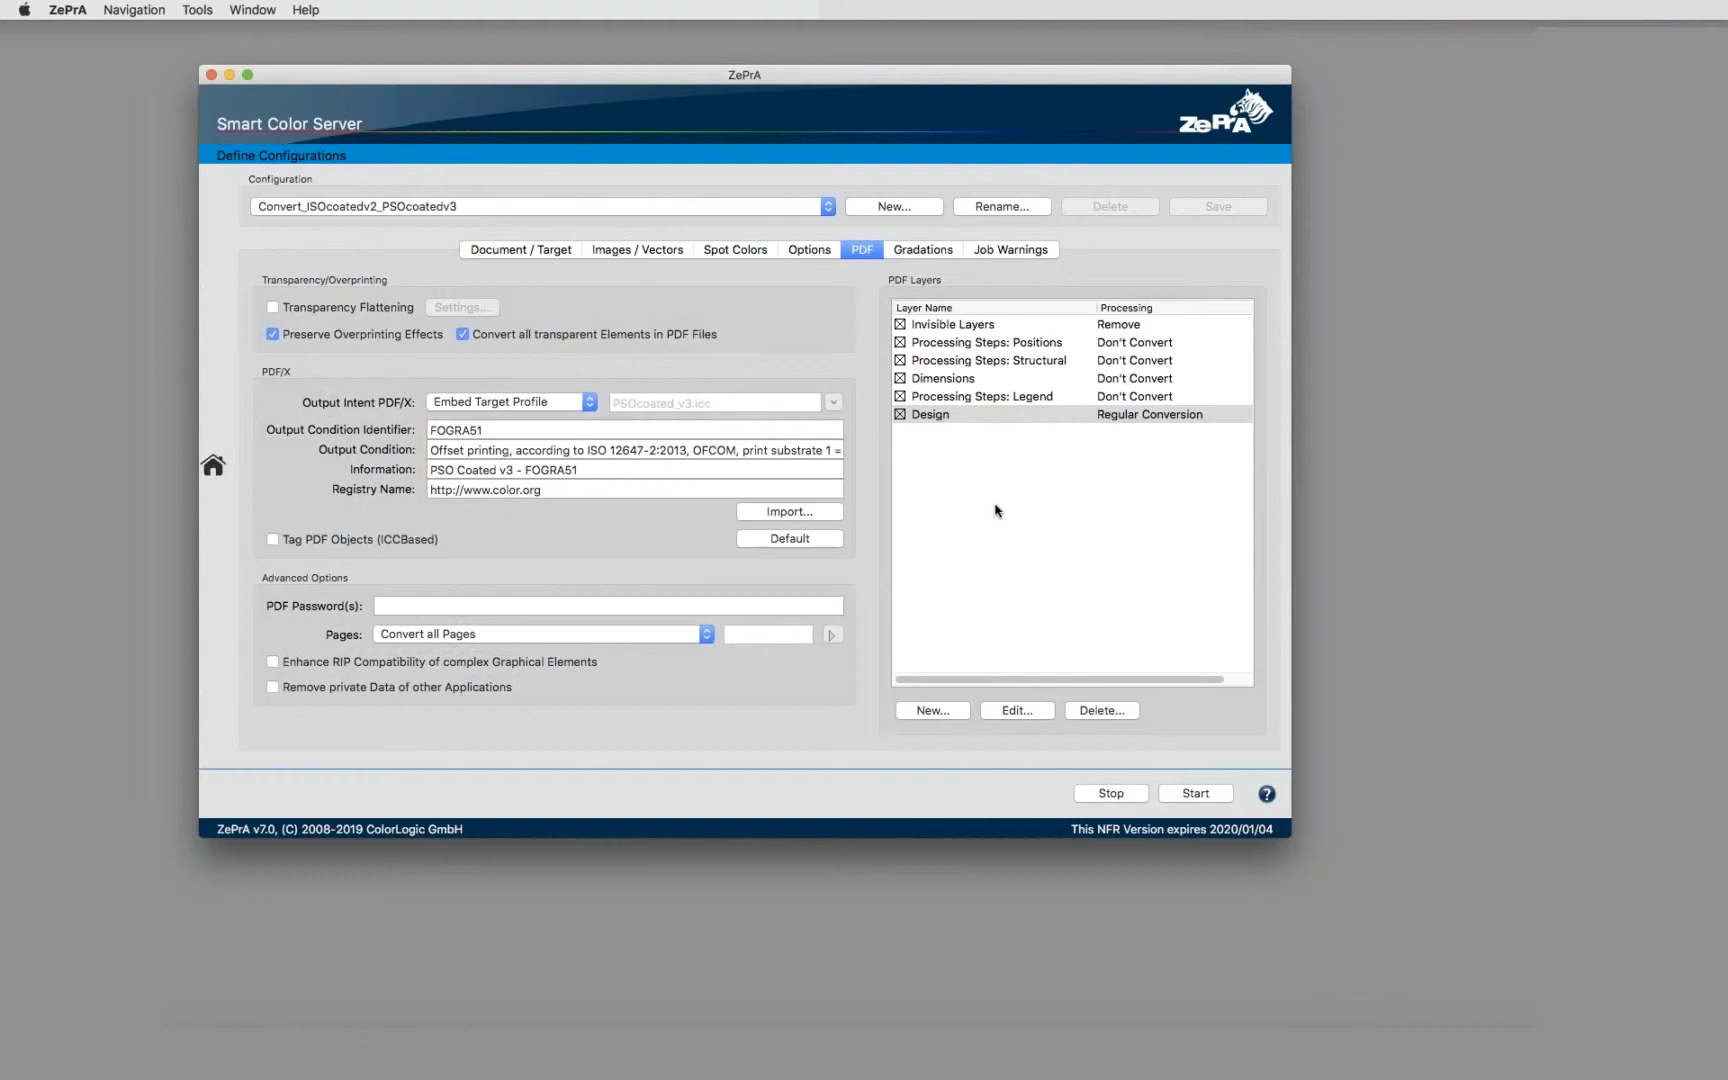 ZePrA Navigation Tools Window Help
ZePrA
Smart Color Server
ZePrA
Define Configurations
Configuration
Convert_ISOcoatedv2_PSOcoatedv3 New... Rename... Delete Save
Document / Target Images / Vectors Spot Colors Options PDF Gradations Job Warnings
Transparency/Overprinting
Transparency Flattening Settings...
Preserve Overprinting Effects Convert all transparent Elements in PDF Files
PDF/X
Output Intent PDF/X: Embed Target Profile PSOcoated_v3.icc
Output Condition Identifier: FOGRA51
Output Condition: Offset printing, according to ISO 12647-2:2013, OFCOM, print substrate 1 =
Information: PSO Coated v3 - FOGRA51
Registry Name: http://www.color.org
Import...
Tag PDF Objects (ICCBased) Default
Advanced Options
PDF Password(s):
Pages: Convert all Pages
Enhance RIP Compatibility of complex Graphical Elements
Remove private Data of other Applications
PDF Layers
Layer Name Processing
Invisible Layers Remove
Processing Steps: Positions Don't Convert
Processing Steps: Structural Don't Convert
Dimensions Don't Convert
Processing Steps: Legend Don't Convert
Design Regular Conversion
New... Edit... Delete...
Stop Start ?
ZePrA v7.0, (C) 2008-2019 ColorLogic GmbH This NFR Version expires 2020/01/04